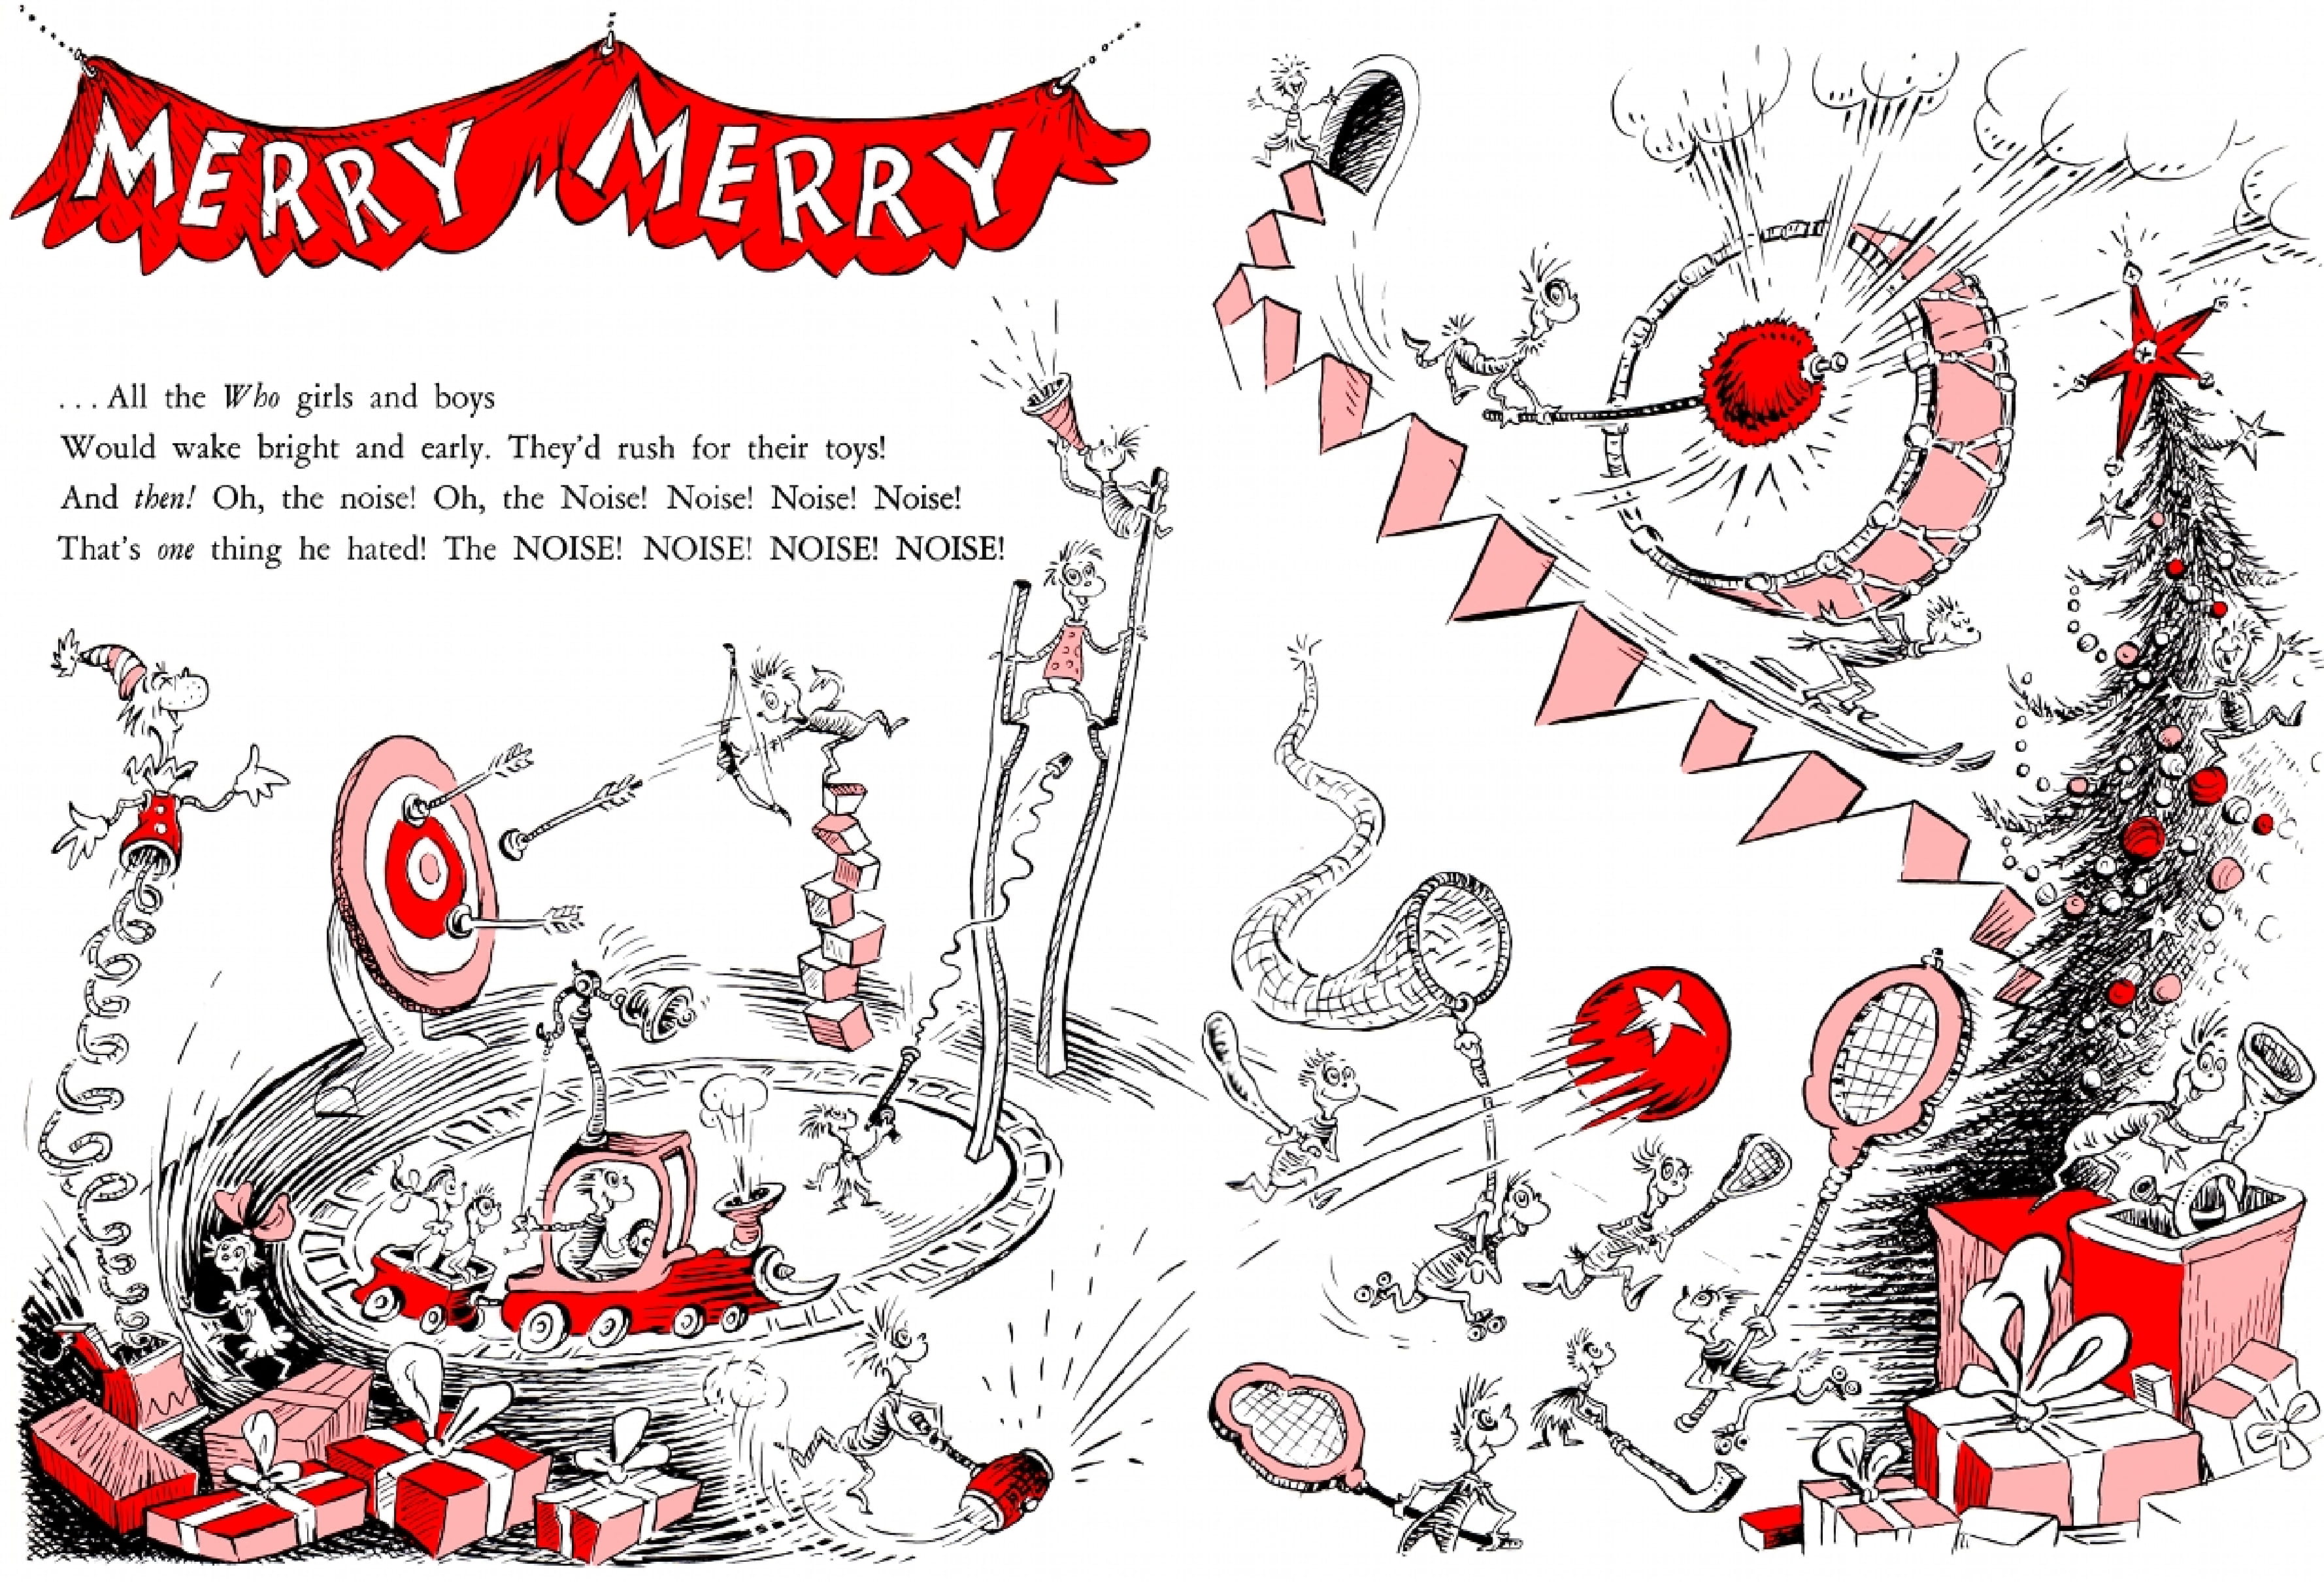 MERRY MERRY
...All the Who girls and boys
Would wake bright and early. They'd rush for their toys!
And then! Oh, the noise! Oh, the Noise! Noise! Noise! Noise!
That's one thing he hated! The NOISE! NOISE! NOISE! NOISE!